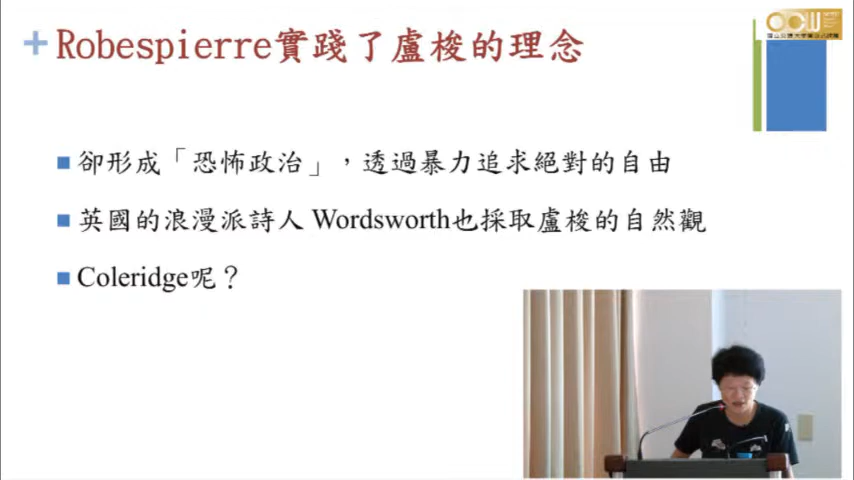 OCW
+ Robespierre實踐了盧梭的理念
■ 卻形成「恐怖政治」，透過暴力追求絕對的自由
■ 英國的浪漫派詩人 Wordsworth也採取盧梭的自然觀
■ Coleridge呢？